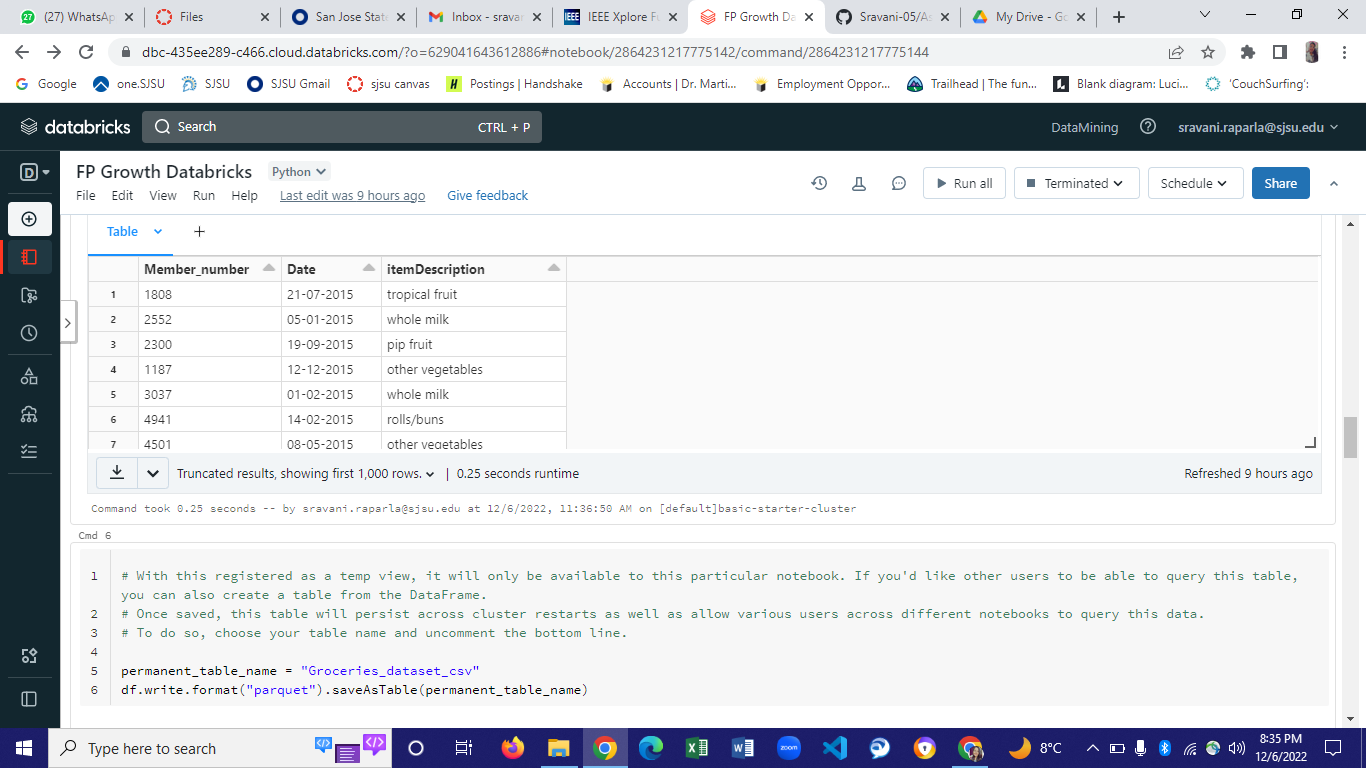 (27) WhatsAp
Files
San Jose Stat
Inbox - sravar
IEEE Xplore Fu
FP Growth Da
Sravani-05/As
My Drive - Go
dbc-435ee289-c466.cloud.databricks.com/?o=629041643612886#notebook/2864231217775142/command/2864231217775144
Google
one.SJSU
SJSU
SJSU Gmail
sjsu canvas
Postings | Handshake
Accounts | Dr. Marti...
Employment Oppor...
Trailhead | The fun...
Blank diagram: Luci...
'CouchSurfing':
databricks
Search
CTRL + P
DataMining
sravani.raparla@sjsu.edu
D
FP Growth Databricks
Python
File
Edit
View
Run
Help
Last edit was 9 hours ago
Give feedback
Run all
Terminated
Schedule
Share
Table
+
Member_number Date itemDescription
1 1808 21-07-2015 tropical fruit
2 2552 05-01-2015 whole milk
3 2300 19-09-2015 pip fruit
4 1187 12-12-2015 other vegetables
5 3037 01-02-2015 whole milk
6 4941 14-02-2015 rolls/buns
7 4501 08-05-2015 other vegetables
Truncated results, showing first 1,000 rows. | 0.25 seconds runtime
Refreshed 9 hours ago
Command took 0.25 seconds -- by sravani.raparla@sjsu.edu at 12/6/2022, 11:36:50 AM on [default]basic-starter-cluster
Cmd 6
1 # With this registered as a temp view, it will only be available to this particular notebook. If you'd like other users to be able to query this table,
you can also create a table from the DataFrame.
2 # Once saved, this table will persist across cluster restarts as well as allow various users across different notebooks to query this data.
3 # To do so, choose your table name and uncomment the bottom line.
4
5 permanent_table_name = "Groceries_dataset_csv"
6 df.write.format("parquet").saveAsTable(permanent_table_name)
Type here to search
zoom
8°C
8:35 PM
12/6/2022